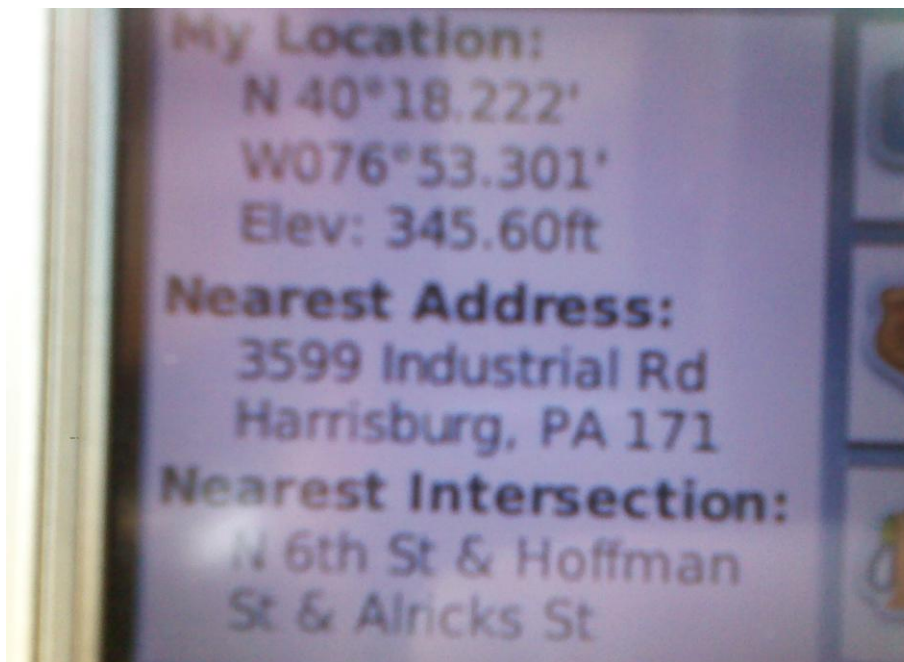 My Location:
N 40°18.222'
W076°53.301'
Elev: 345.60ft
Nearest Address:
3599 Industrial Rd
Harrisburg, PA 171
Nearest Intersection:
N 6th St & Hoffman
St & Alricks St